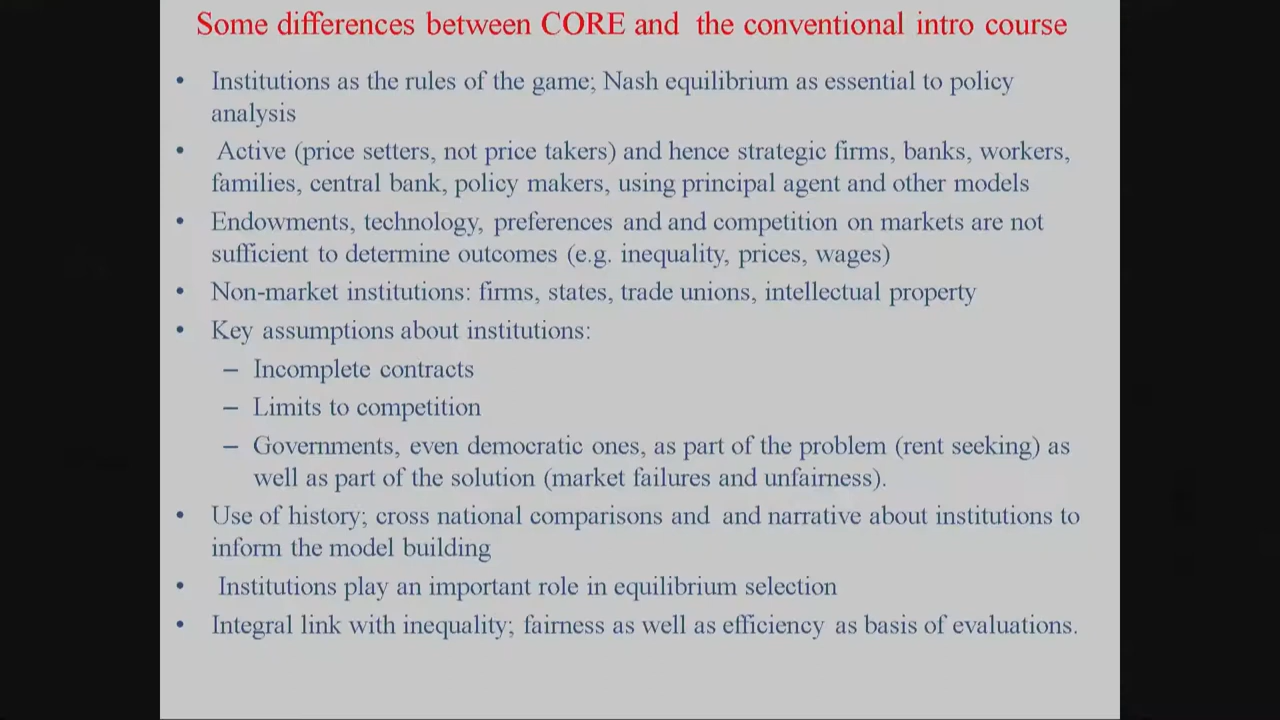 Some differences between CORE and the conventional intro course
• Institutions as the rules of the game; Nash equilibrium as essential to policy
analysis
• Active (price setters, not price takers) and hence strategic firms, banks, workers,
families, central bank, policy makers, using principal agent and other models
• Endowments, technology, preferences and and competition on markets are not
sufficient to determine outcomes (e.g. inequality, prices, wages)
• Non-market institutions: firms, states, trade unions, intellectual property
• Key assumptions about institutions:
– Incomplete contracts
– Limits to competition
– Governments, even democratic ones, as part of the problem (rent seeking) as
well as part of the solution (market failures and unfairness).
• Use of history; cross national comparisons and and narrative about institutions to
inform the model building
• Institutions play an important role in equilibrium selection
• Integral link with inequality; fairness as well as efficiency as basis of evaluations.